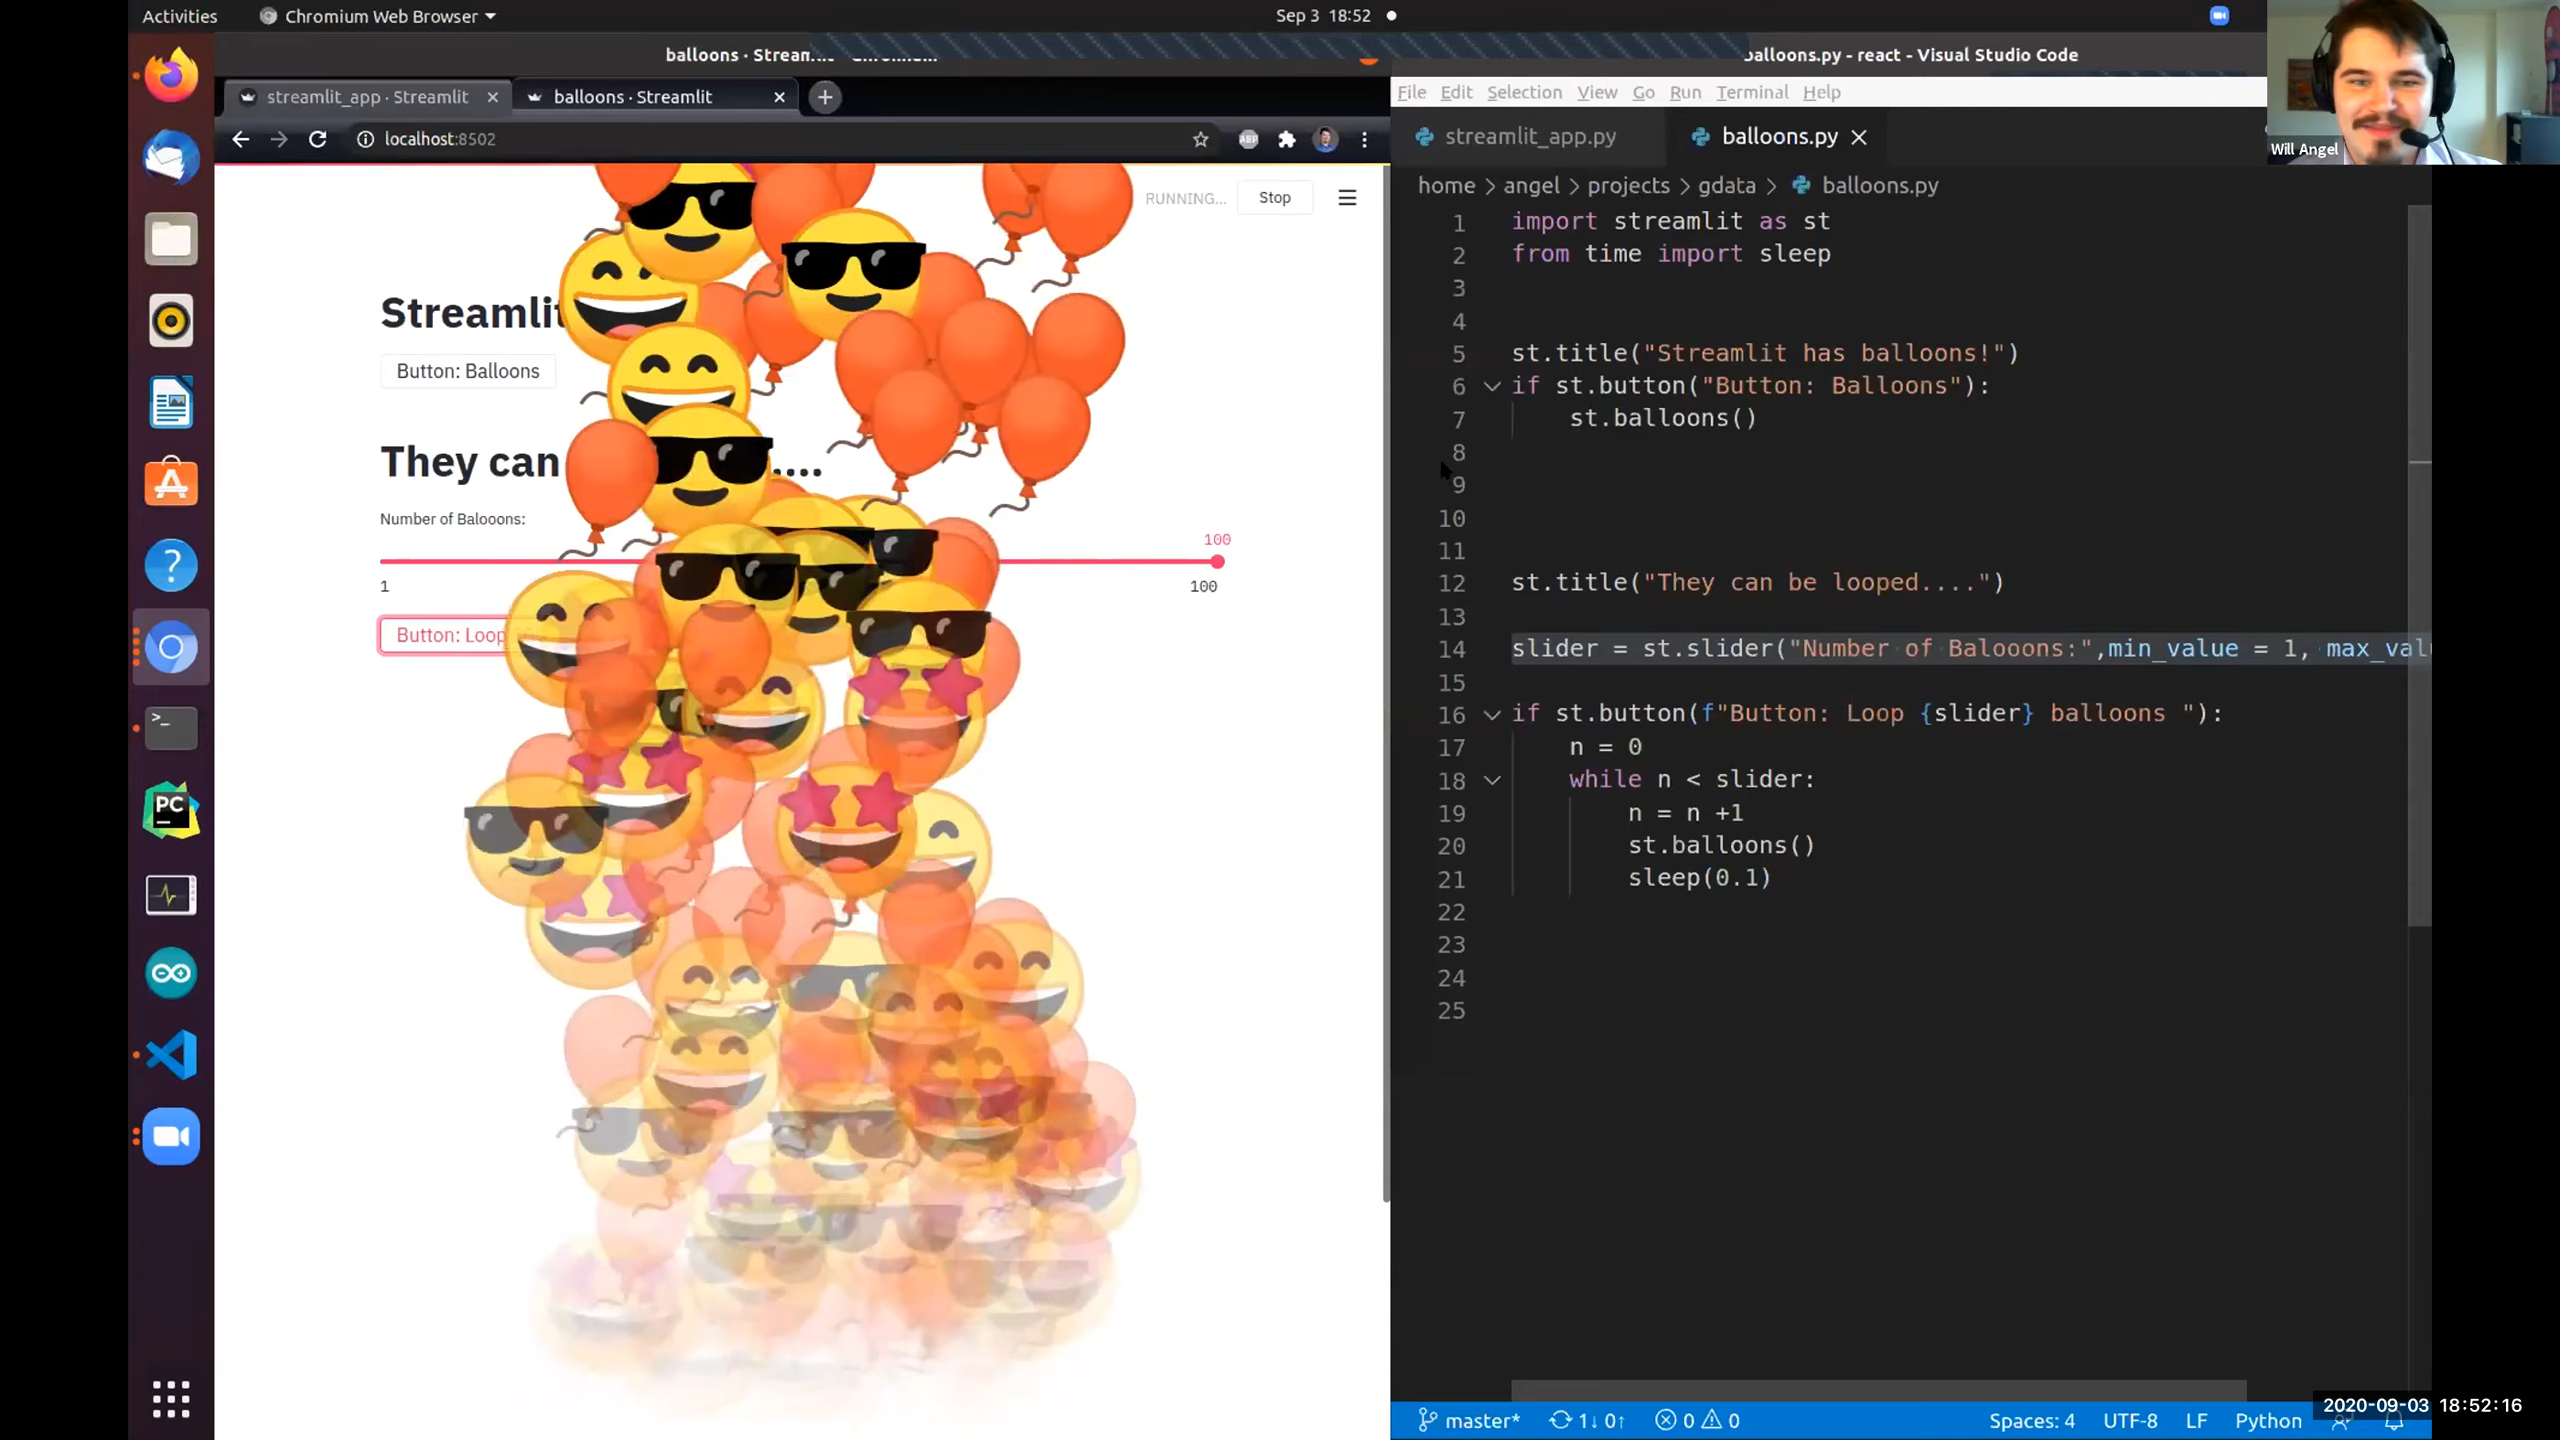 Activities
Chromium Web Browser
Sep 3 18:52
balloons · Stream
streamlit_app · Streamlit
balloons · Streamlit
localhost:8502
RUNNING...
Stop
Streamlit
Button: Balloons
They can
....
Number of Balooons:
100
1
100
Button: Loop
>_
PC
?
balloons.py - react - Visual Studio Code
File Edit Selection View Go Run Terminal Help
streamlit_app.py
balloons.py
home > angel > projects > gdata > balloons.py
1 import streamlit as st
2 from time import sleep
3
4
5 st.title("Streamlit has balloons!")
6 if st.button("Button: Balloons"):
7 st.balloons()
8
9
10
11
12 st.title("They can be looped....")
13
14 slider = st.slider("Number of Balooons:",min_value = 1, max_val
15
16 if st.button(f"Button: Loop {slider} balloons "):
17 n = 0
18 while n < slider:
19 n = n +1
20 st.balloons()
21 sleep(0.1)
22
23
24
25
master* 1↓ 0↑ 0 0
Spaces: 4 UTF-8 LF Python
Will Angel
2020-09-03 18:52:16